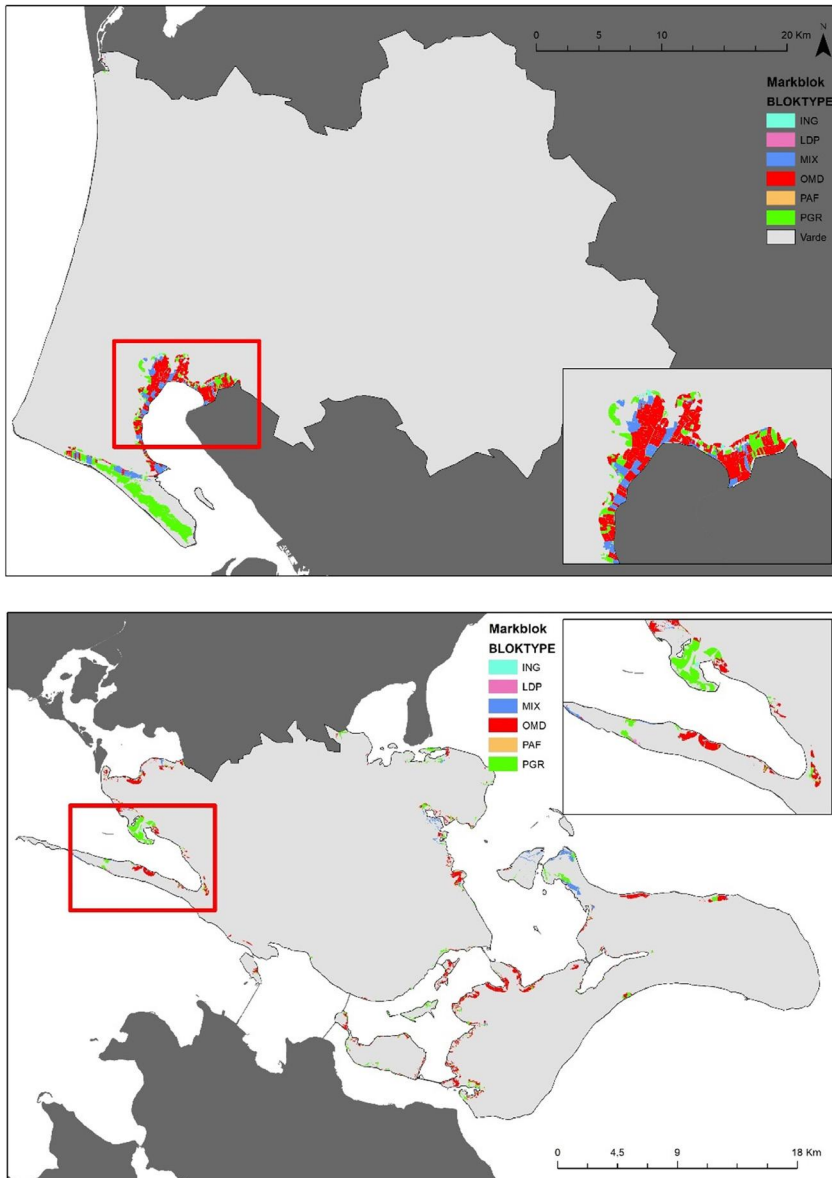 N
0 5 10 20 Km
Markblok
BLOKTYPE
ING
LDP
MIX
OMD
PAF
PGR
Varde
Markblok
BLOKTYPE
ING
LDP
MIX
OMD
PAF
PGR
0 4.5 9 18 Km